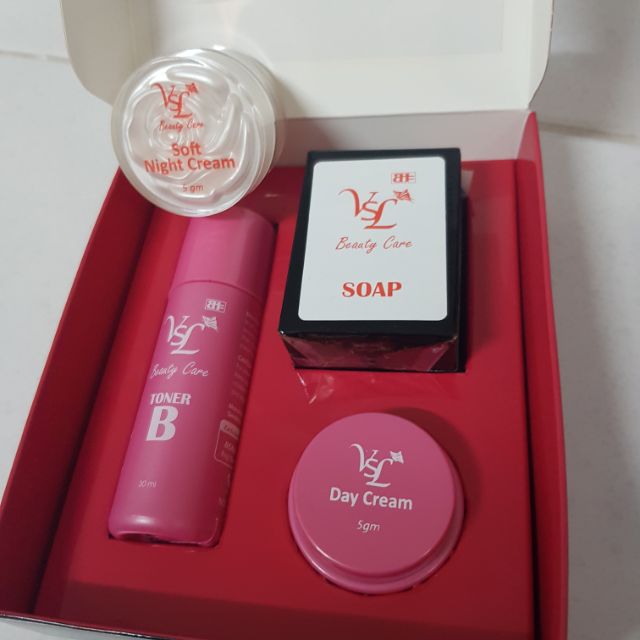 VSL
Beauty Care
Soft
Night Cream
5 gm
VSL
Beauty Care
SOAP
VSL
Beauty Care
TONER
B
30 ml
VSL
Day Cream
5gm